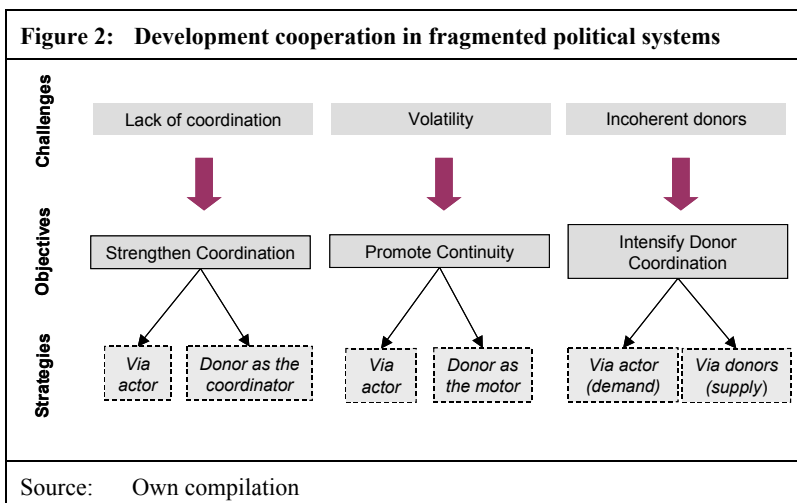 Figure 2: Development cooperation in fragmented political systems
Challenges
Lack of coordination
Volatility
Incoherent donors
Objectives
Strengthen Coordination
Promote Continuity
Intensify Donor
Coordination
Strategies
Via
actor
Donor as the
coordinator
Via
actor
Donor as
the motor
Via actor
(demand)
Via donors
(supply)
Source: Own compilation